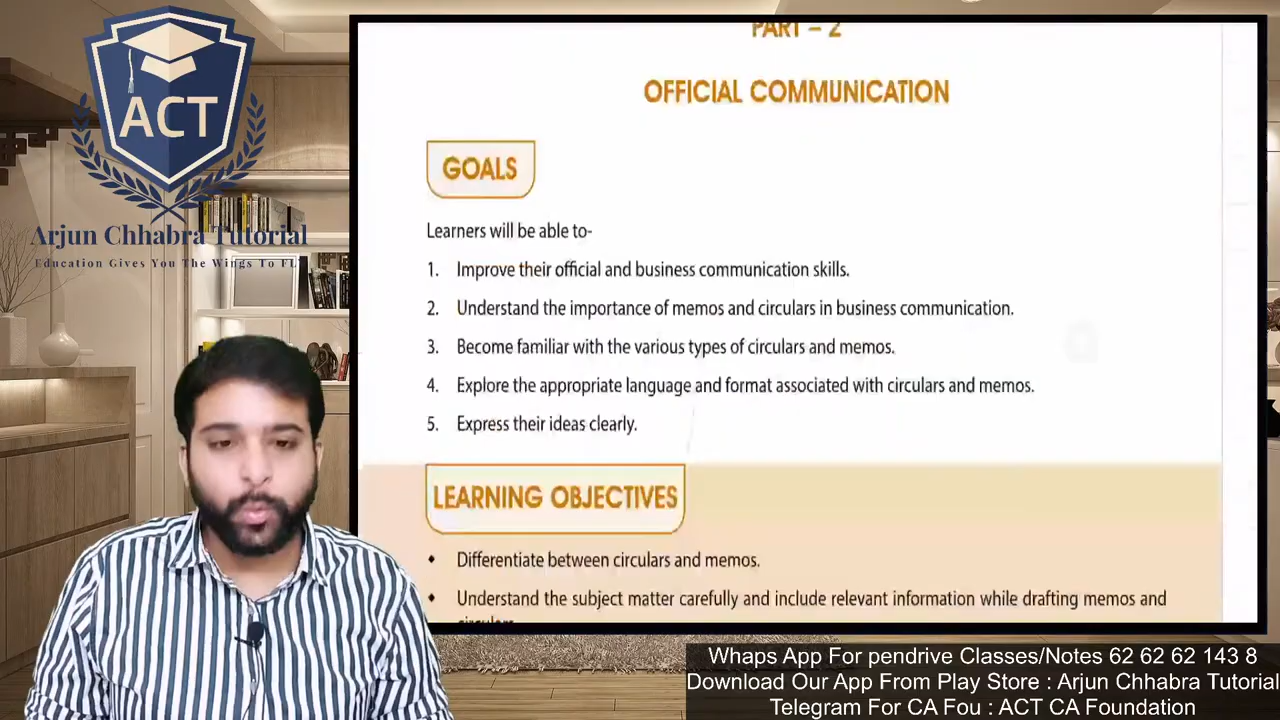 ACT
Arjun Chhabra Tutorial
Education Gives You The Wings To FL
PART – 2
OFFICIAL COMMUNICATION
GOALS
Learners will be able to-
1. Improve their official and business communication skills.
2. Understand the importance of memos and circulars in business communication.
3. Become familiar with the various types of circulars and memos.
4. Explore the appropriate language and format associated with circulars and memos.
5. Express their ideas clearly.
LEARNING OBJECTIVES
• Differentiate between circulars and memos.
• Understand the subject matter carefully and include relevant information while drafting memos and
circulars
Whaps App For pendrive Classes/Notes 62 62 62 143 8
Download Our App From Play Store : Arjun Chhabra Tutorial
Telegram For CA Fou : ACT CA Foundation